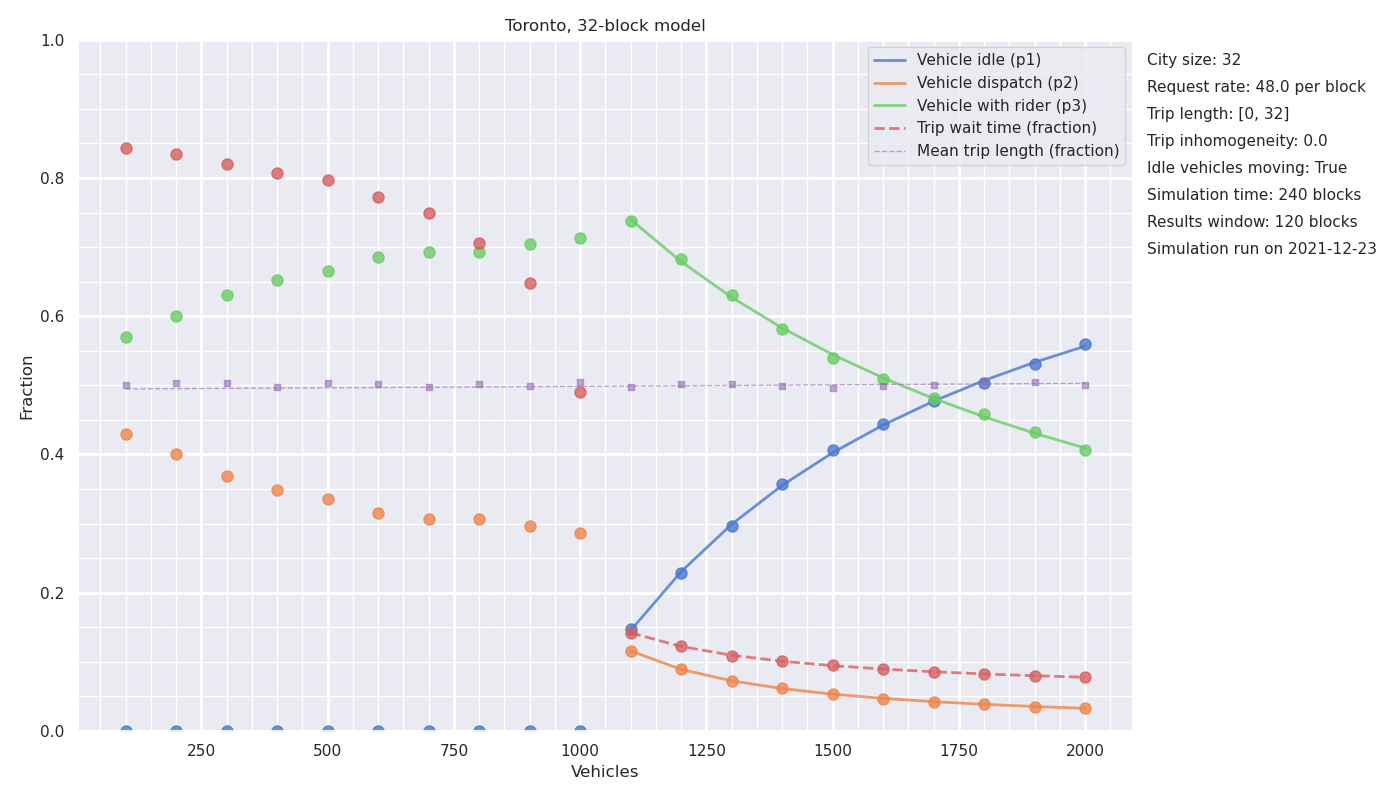 Toronto, 32-block model
1.0
0.8
0.6
0.4
0.2
0.0
Fraction
250
500
750
1000
1250
1500
1750
2000
Vehicles
Vehicle idle (p1)
Vehicle dispatch (p2)
Vehicle with rider (p3)
Trip wait time (fraction)
Mean trip length (fraction)
City size: 32
Request rate: 48.0 per block
Trip length: [0, 32]
Trip inhomogeneity: 0.0
Idle vehicles moving: True
Simulation time: 240 blocks
Results window: 120 blocks
Simulation run on 2021-12-23